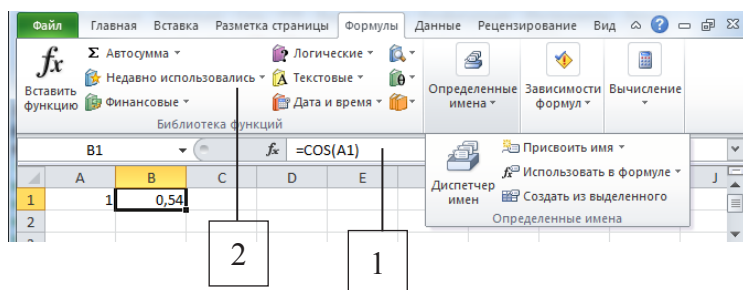 Файл Главная Вставка Разметка страницы Формулы Данные Рецензирование Вид
fx Σ Автосумма Логические
Вставить функцию Недавно использовались Текстовые
Финансовые Дата и время
Определенные имена Зависимости формул Вычисление
Библиотека функций
B1 fx =COS(A1)
Диспетчер имен
Присвоить имя
Использовать в формуле
Создать из выделенного
Определенные имена
A B C D E J
1 1 0,54
2
2 1